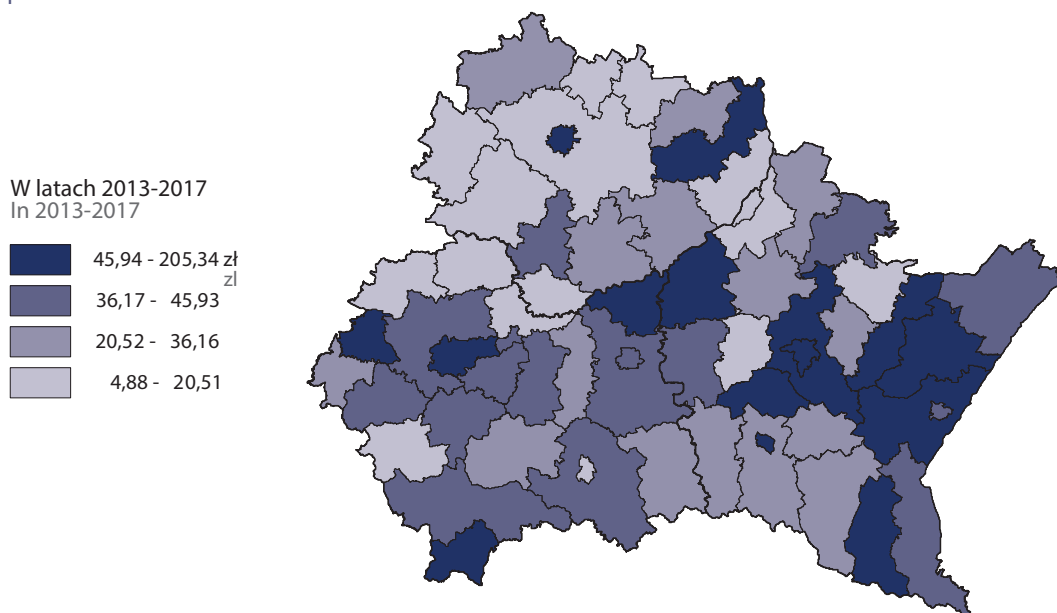 W latach 2013-2017
In 2013-2017
45,94 - 205,34 zł
zl
36,17 - 45,93
20,52 - 36,16
4,88 - 20,51